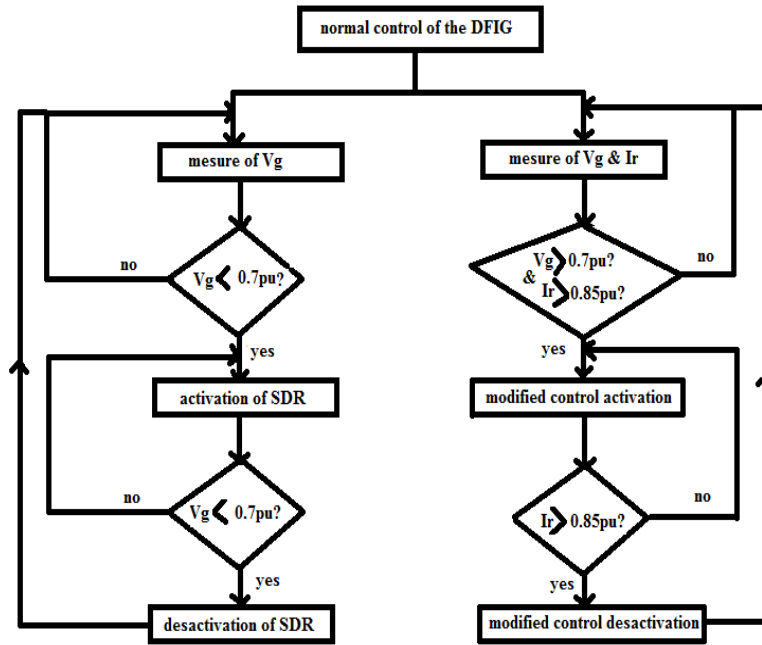 normal control of the DFIG
mesure of Vg
mesure of Vg & Ir
no
Vg < 0.7pu?
Vg > 0.7pu?
&
Ir > 0.85pu?
no
yes
yes
activation of SDR
modified control activation
no
Vg < 0.7pu?
Ir > 0.85pu?
no
yes
yes
desactivation of SDR
modified control desactivation